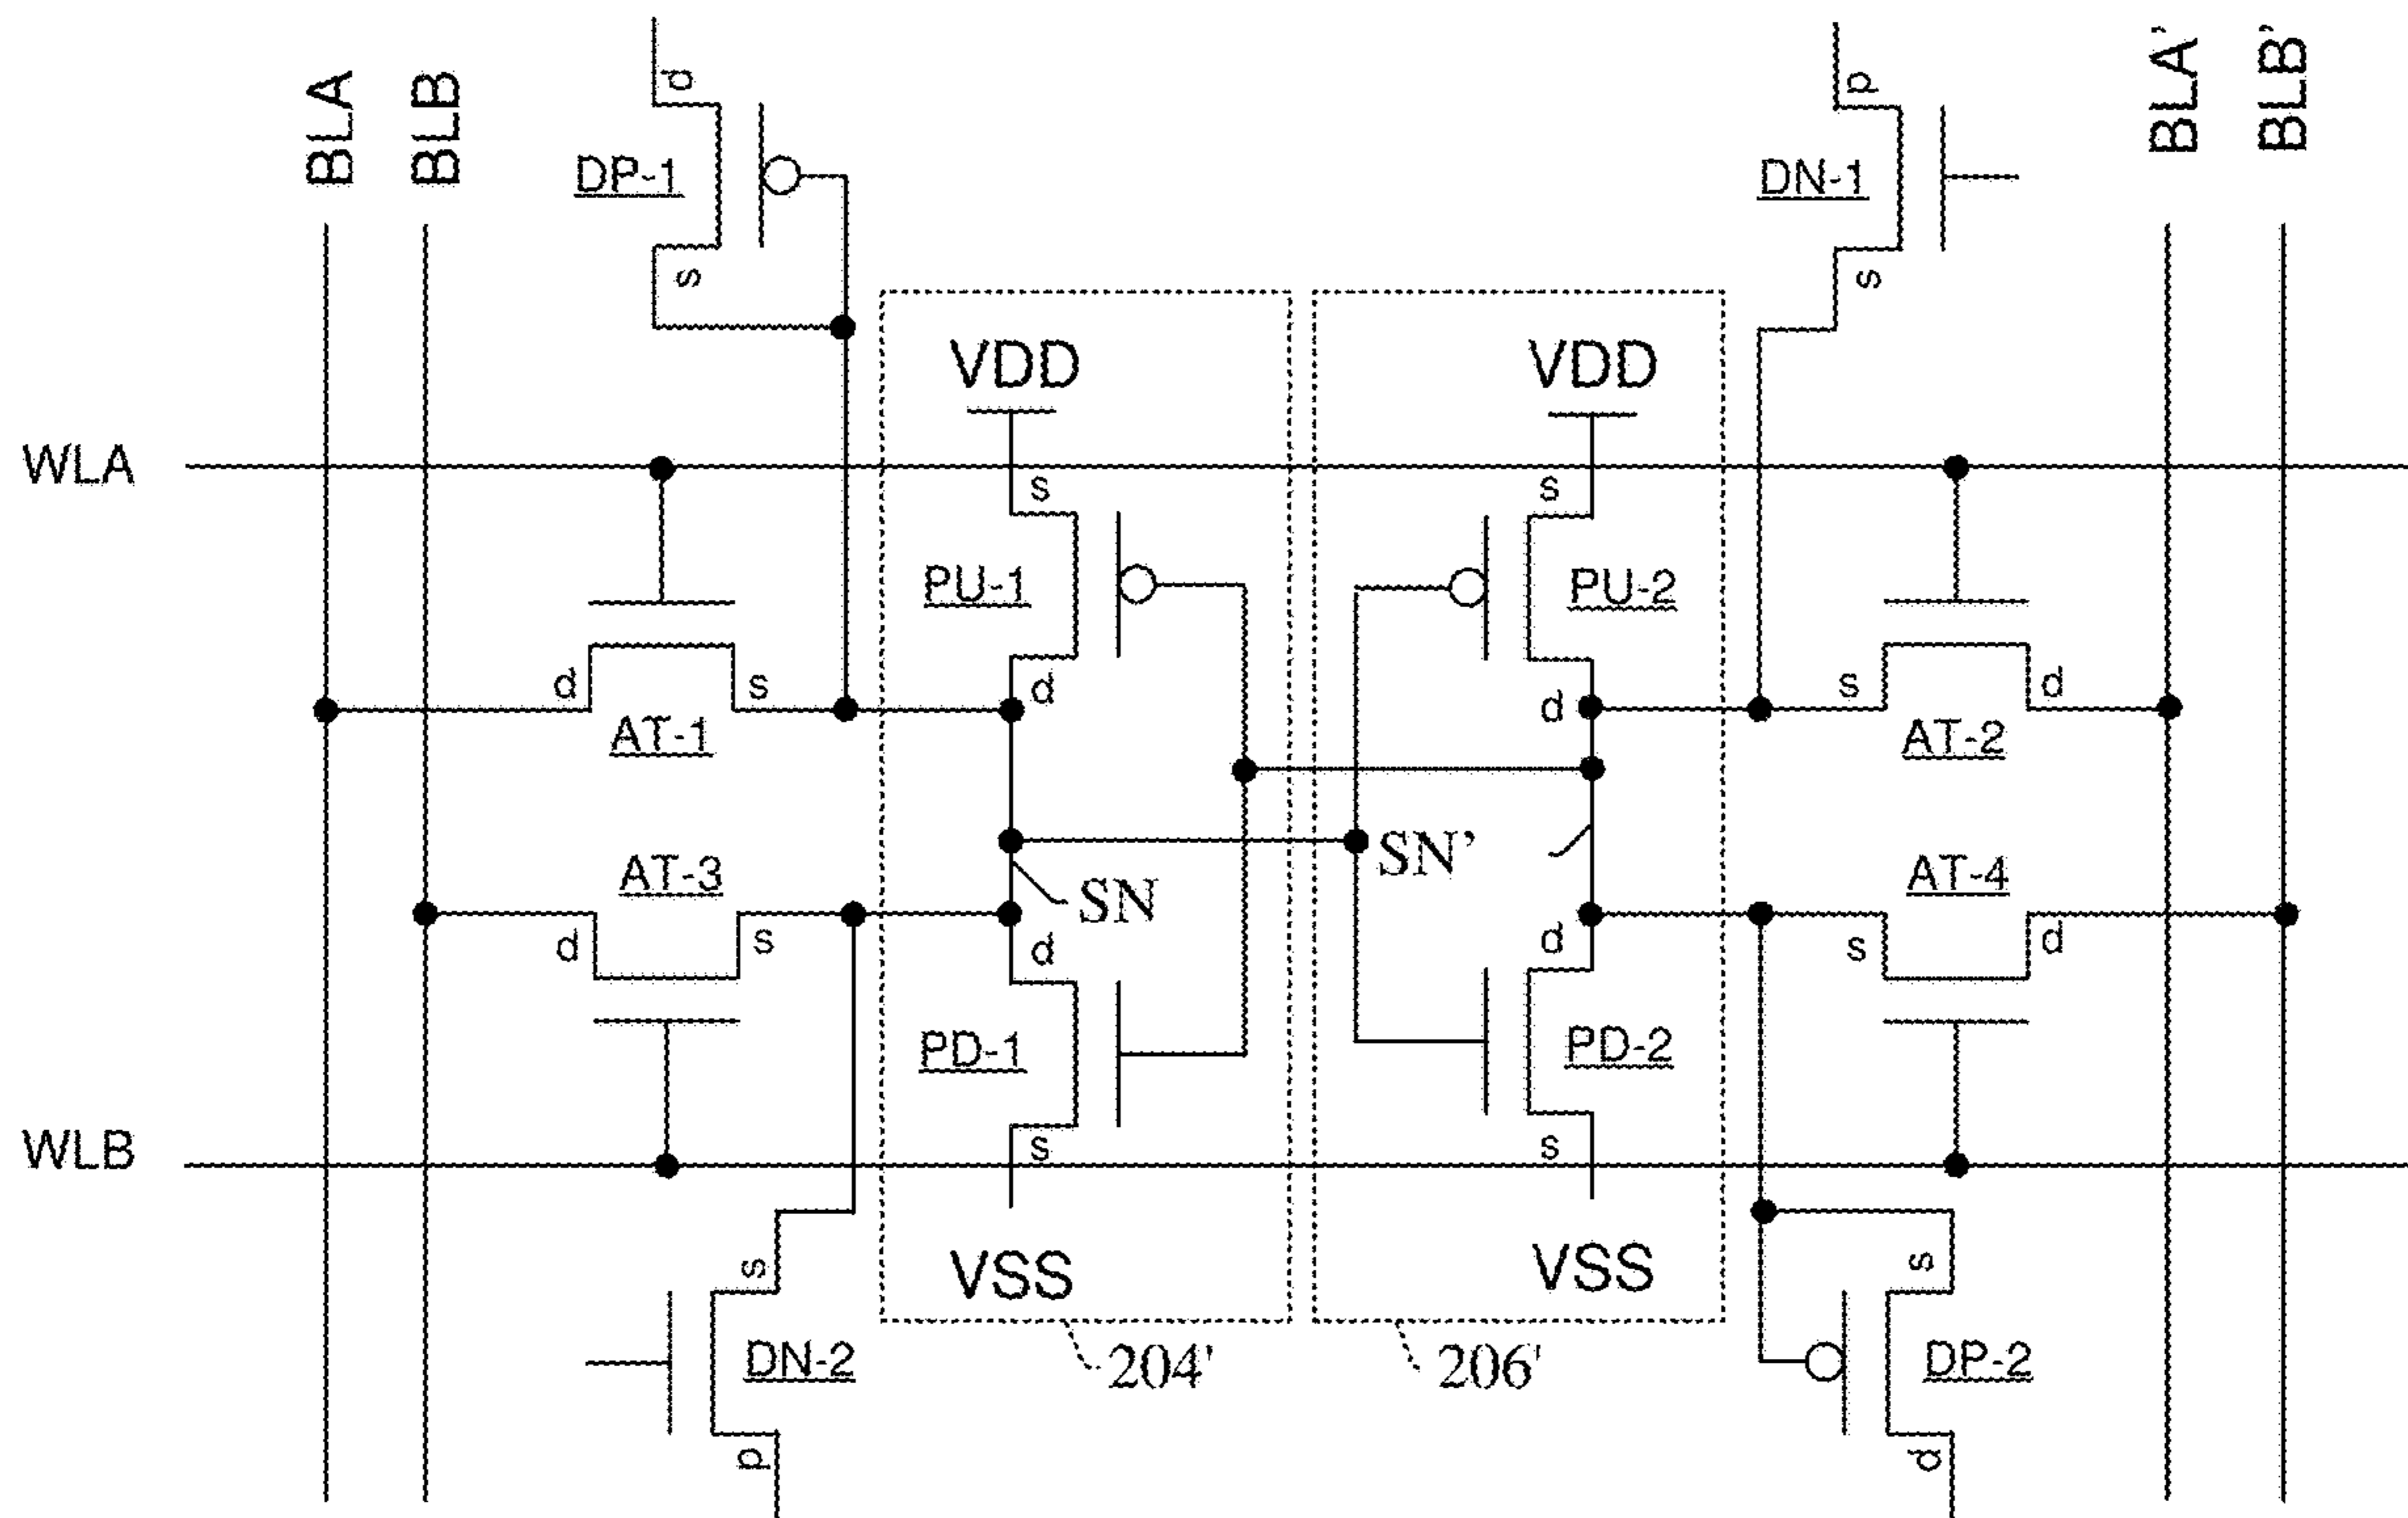 BLA
BLB
BLA'
BLB'
d
DP-1
s
d
DN-1
s
VDD
VDD
WLA
s
s
PU-1
PU-2
d
s
d
d
s
d
AT-1
AT-2
SN'
AT-3
SN
AT-4
d
s
d
d
s
d
PD-1
PD-2
WLB
s
s
VSS
VSS
s
s
204'
206'
DN-2
DP-2
d
d